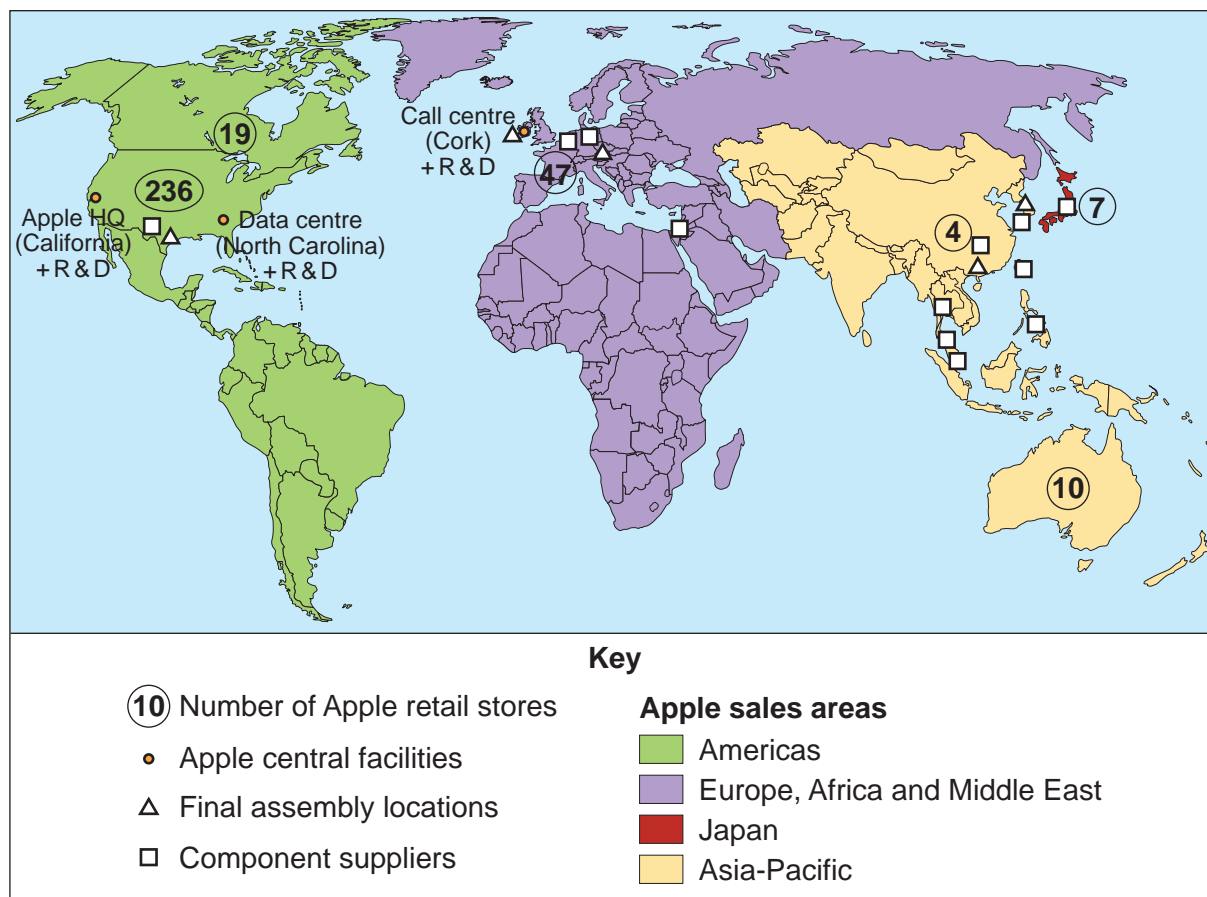 19
236
Apple HQ
(California)
+ R & D
Data centre
(North Carolina)
+ R & D
Call centre
(Cork)
+ R & D
47
4
7
10
Key
10 Number of Apple retail stores
Apple central facilities
Final assembly locations
Component suppliers
Apple sales areas
Americas
Europe, Africa and Middle East
Japan
Asia-Pacific